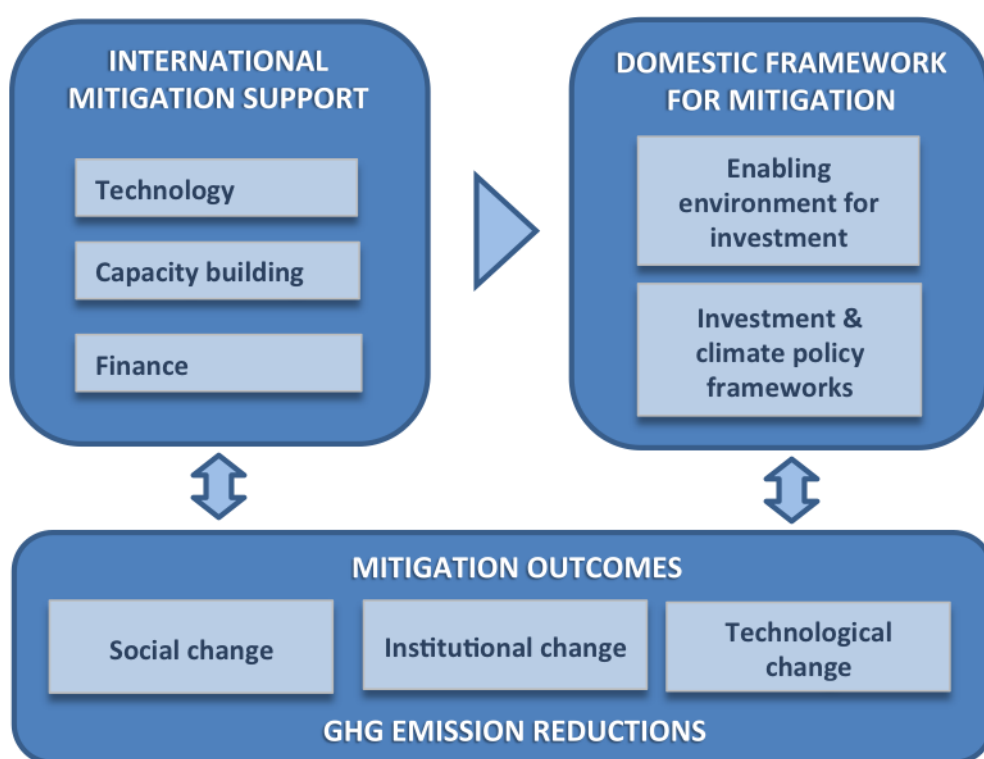 INTERNATIONAL
MITIGATION SUPPORT
Technology
Capacity building
Finance
DOMESTIC FRAMEWORK
FOR MITIGATION
Enabling
environment for
investment
Investment &
climate policy
frameworks
MITIGATION OUTCOMES
Social change
Institutional change
Technological
change
GHG EMISSION REDUCTIONS